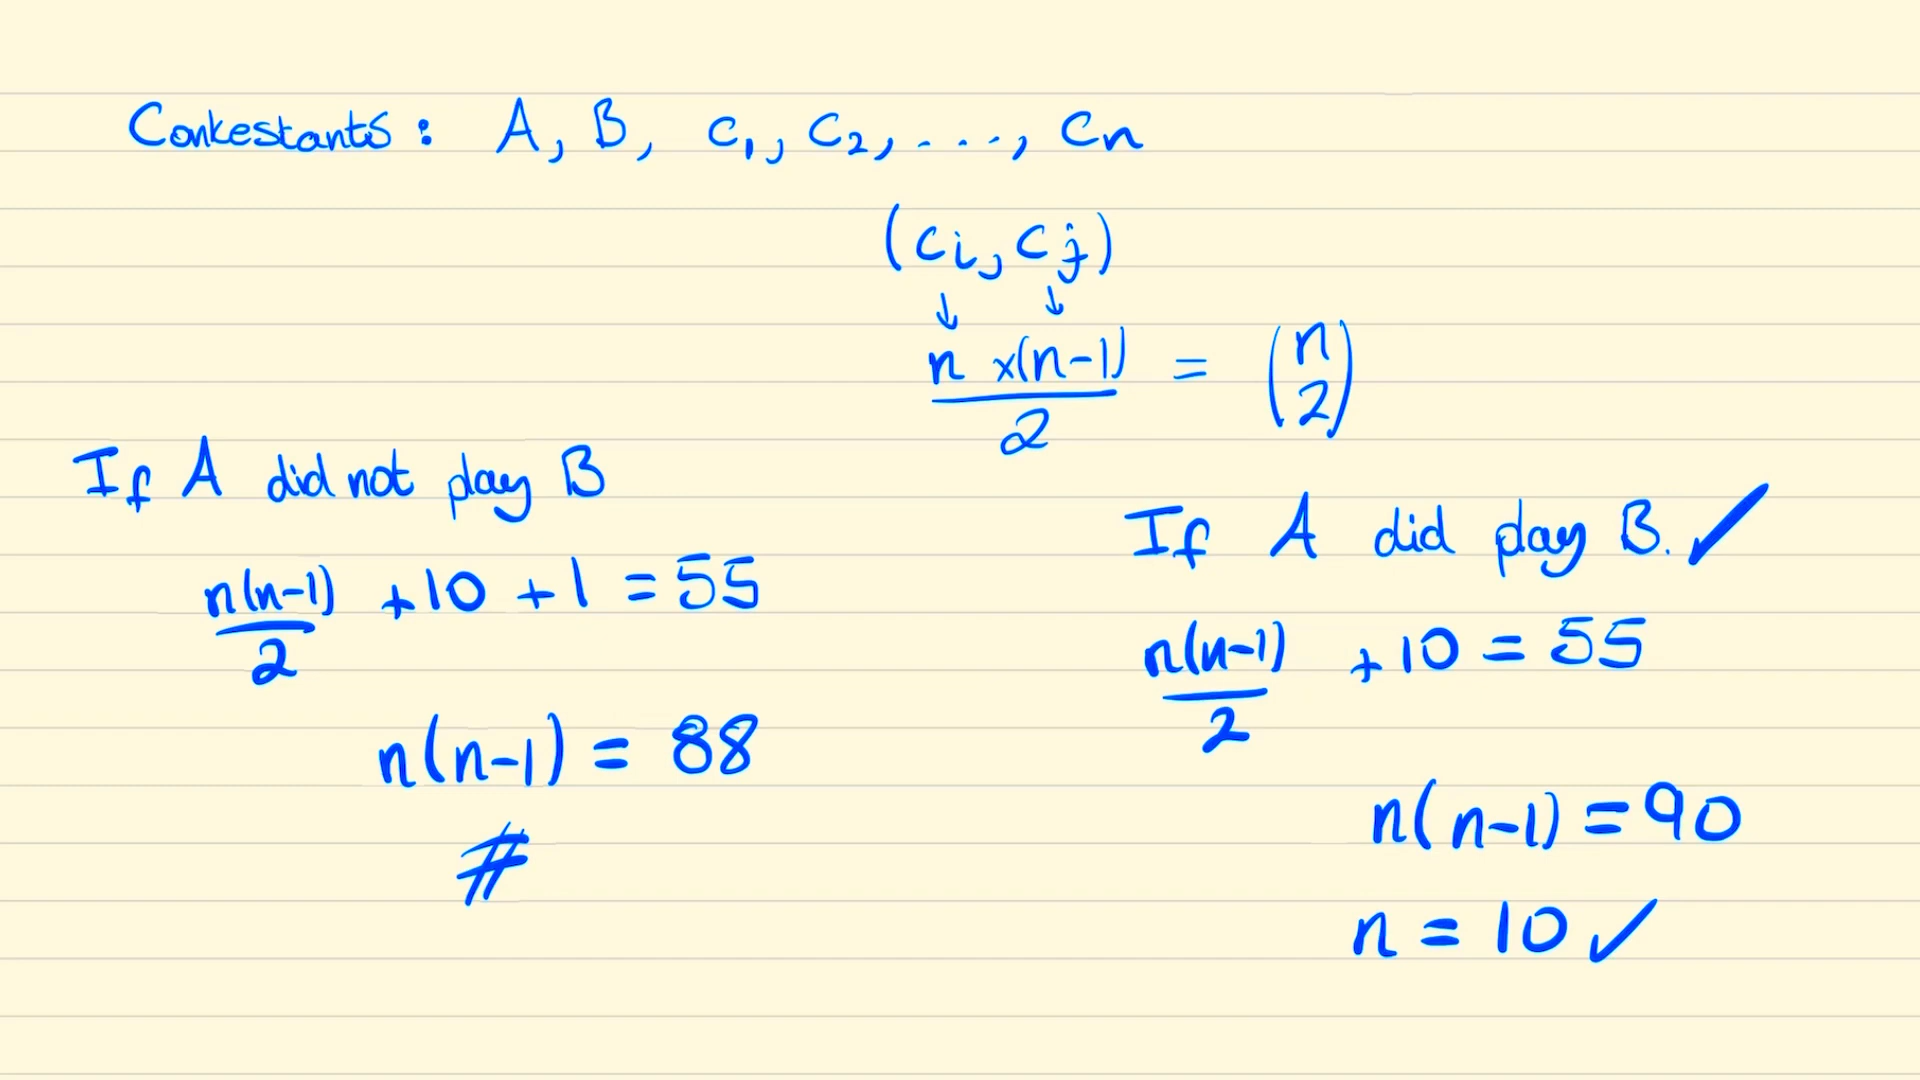 Contestants: A, B, C₁, C₂, ..., Cn
(Ci, Cj)
↓ ↓
n x(n-1)/2 = (n 2)
If A did not play B
n(n-1)/2 +10 +1 = 55
n(n-1) = 88
#
If A did play B. ✓
n(n-1)/2 +10 = 55
n(n-1) = 90
n = 10 ✓